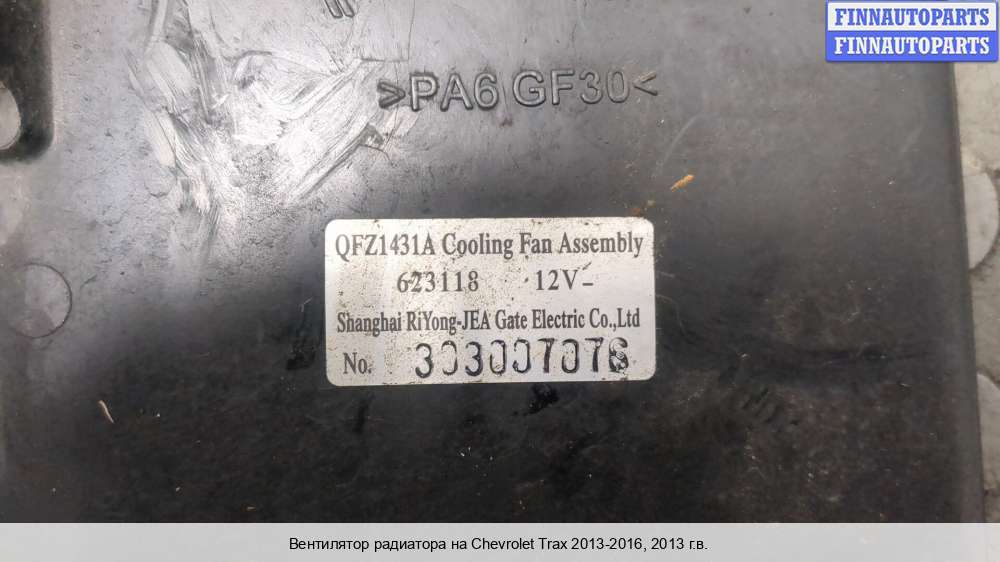 FINNAUTOPARTS
FINNAUTOPARTS
>PA6 GF30<
QFZ1431A Cooling Fan Assembly
623118 12V-
Shanghai RiYong-JEA Gate Electric Co.,Ltd
No. 303007076
Вентилятор радиатора на Chevrolet Trax 2013-2016, 2013 г.в.